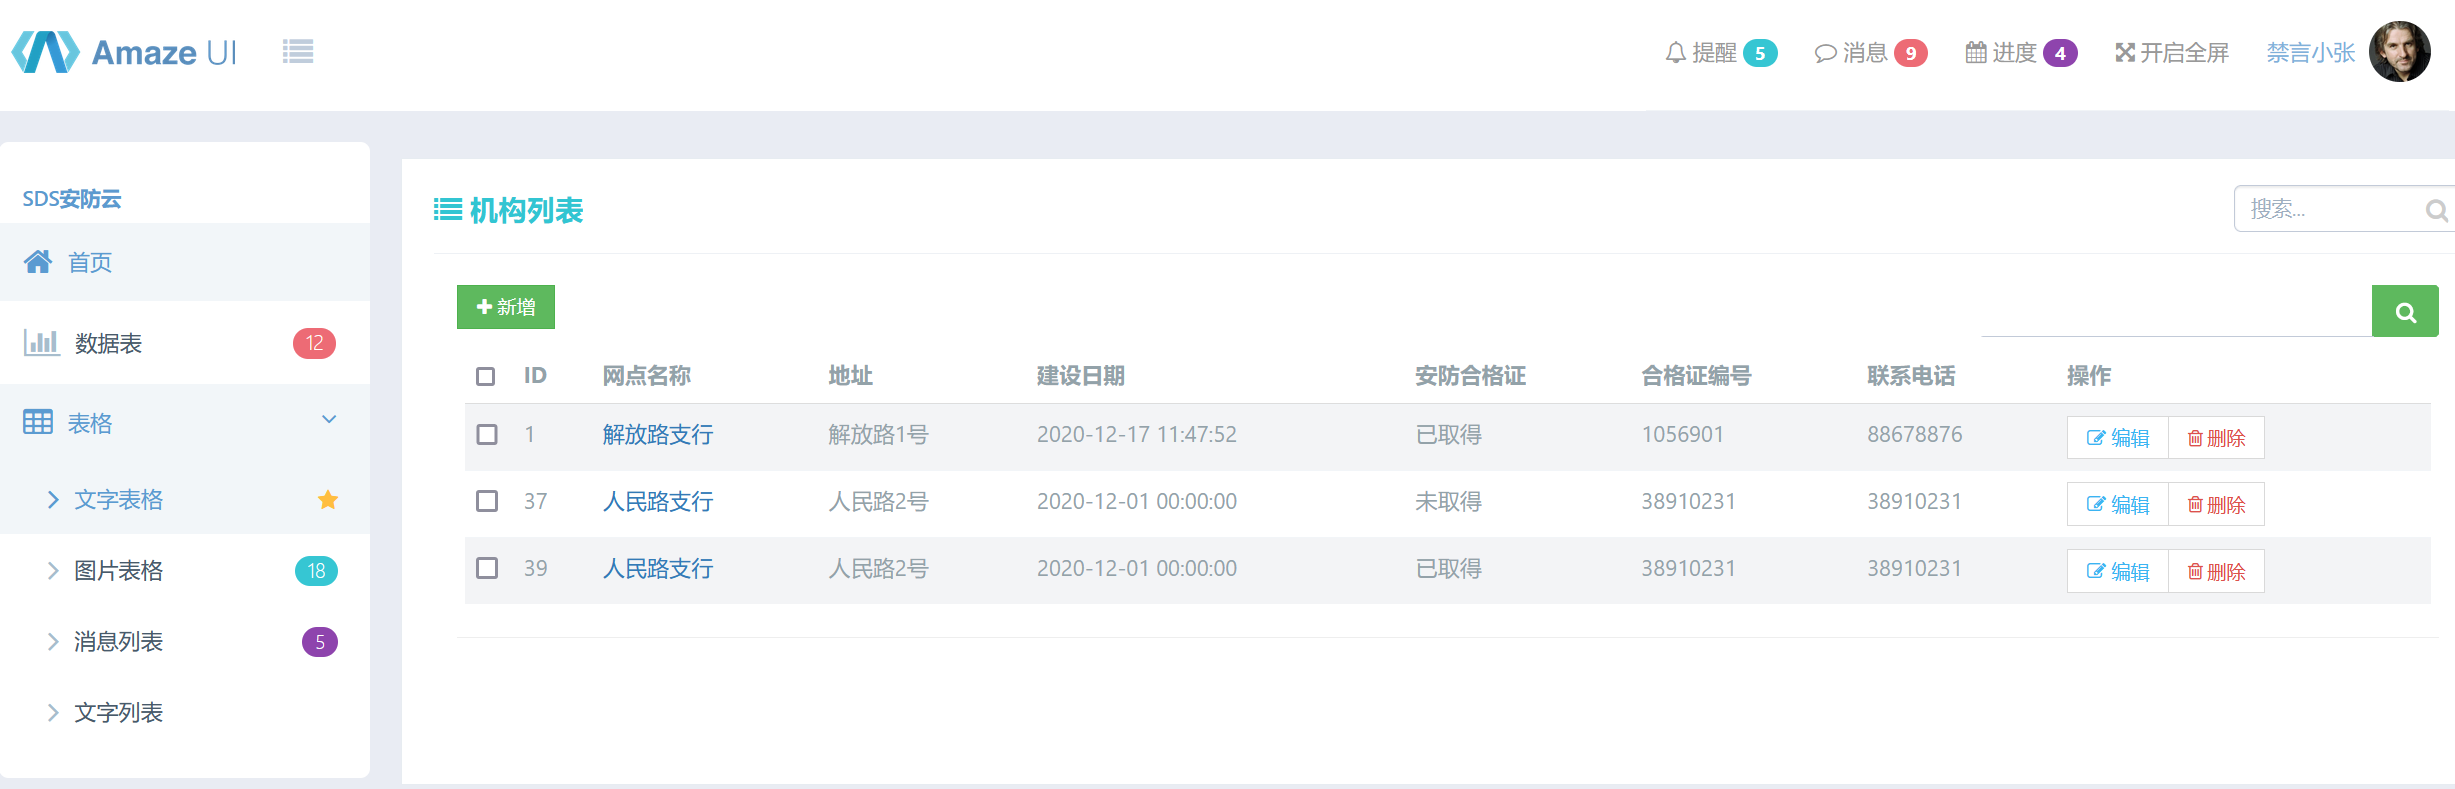 Amaze UI
提醒 5 消息 9 进度 4 开启全屏 禁言小张
SDS安防云
首页
数据表 12
表格
文字表格
图片表格 18
消息列表 5
文字列表
机构列表 搜索...
新增
ID 网点名称 地址 建设日期 安防合格证 合格证编号 联系电话 操作
1 解放路支行 解放路1号 2020-12-17 11:47:52 已取得 1056901 88678876 编辑 删除
37 人民路支行 人民路2号 2020-12-01 00:00:00 未取得 38910231 38910231 编辑 删除
39 人民路支行 人民路2号 2020-12-01 00:00:00 已取得 38910231 38910231 编辑 删除